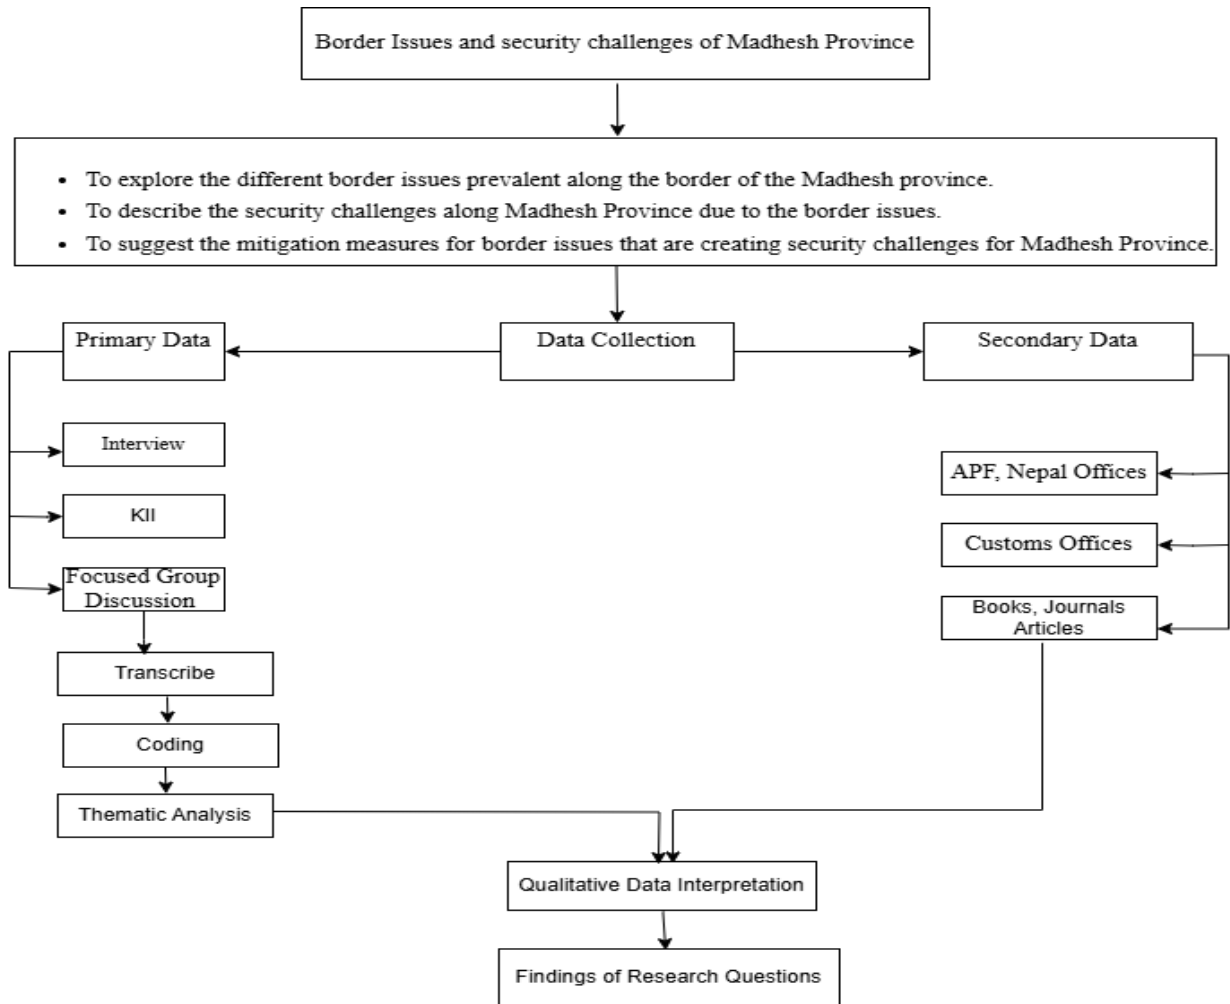 Border Issues and security challenges of Madhesh Province
• To explore the different border issues prevalent along the border of the Madhesh province.
• To describe the security challenges along Madhesh Province due to the border issues.
• To suggest the mitigation measures for border issues that are creating security challenges for Madhesh Province.
Primary Data
Data Collection
Secondary Data
Interview
KII
Focused Group
Discussion
Transcribe
Coding
Thematic Analysis
APF, Nepal Offices
Customs Offices
Books, Journals
Articles
Qualitative Data Interpretation
Findings of Research Questions